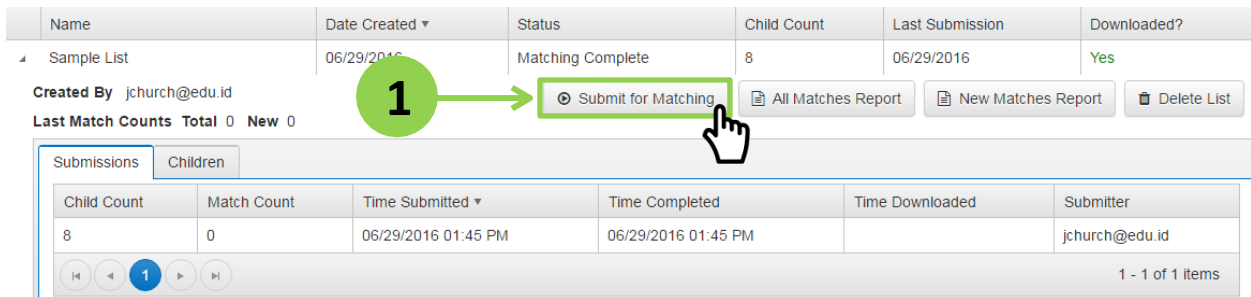 Name Date Created ▼ Status Child Count Last Submission Downloaded?
Sample List 06/29/2016 Matching Complete 8 06/29/2016 Yes
Created By jchurch@edu.id 1 Submit for Matching All Matches Report New Matches Report Delete List
Last Match Counts Total 0 New 0
Submissions Children
Child Count Match Count Time Submitted ▼ Time Completed Time Downloaded Submitter
8 0 06/29/2016 01:45 PM 06/29/2016 01:45 PM jchurch@edu.id
1 1 - 1 of 1 items